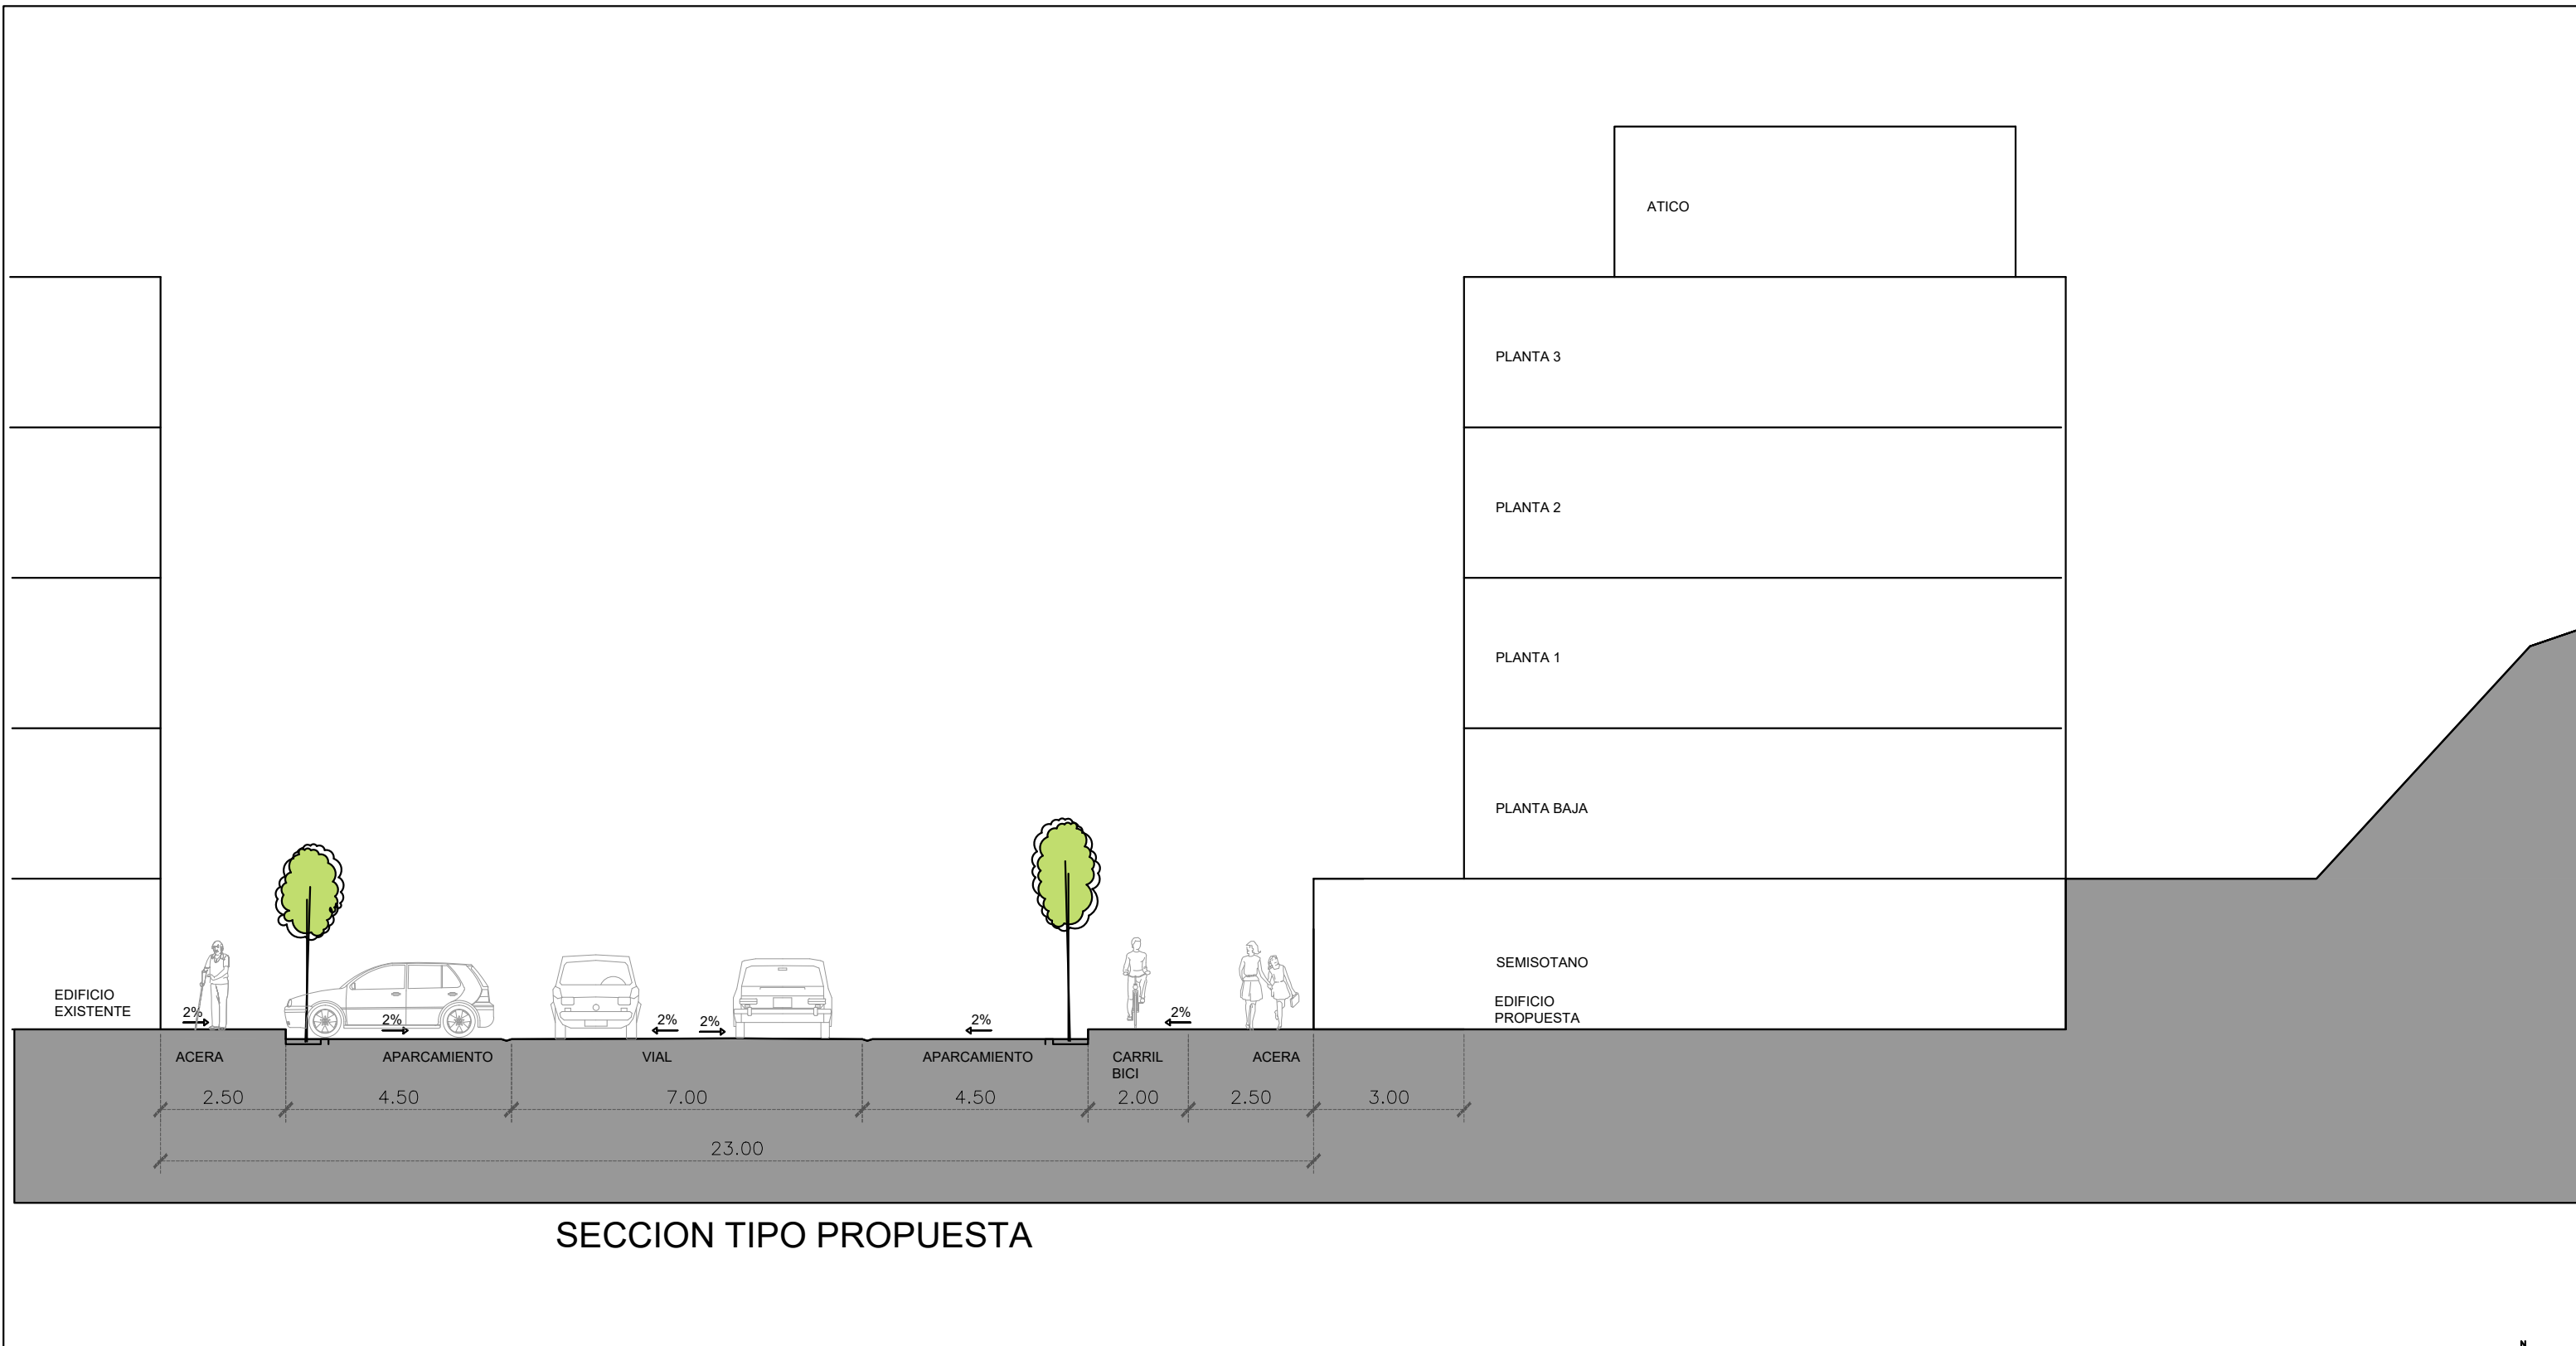 ATICO
PLANTA 3
PLANTA 2
PLANTA 1
PLANTA BAJA
SEMISOTANO
EDIFICIO
PROPUESTA
EDIFICIO
EXISTENTE
2%
2%
2%
2%
2%
2%
ACERA
APARCAMIENTO
VIAL
APARCAMIENTO
CARRIL
BICI
ACERA
2.50
4.50
7.00
4.50
2.00
2.50
3.00
23.00
SECCION TIPO PROPUESTA
N